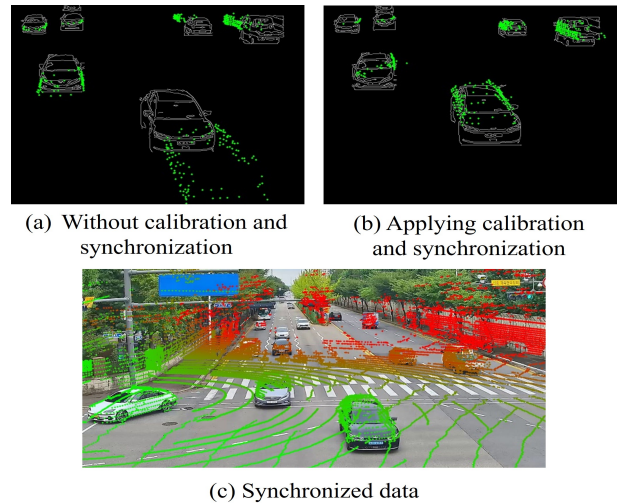 (a) Without calibration and
synchronization
(b) Applying calibration
and synchronization
(c) Synchronized data